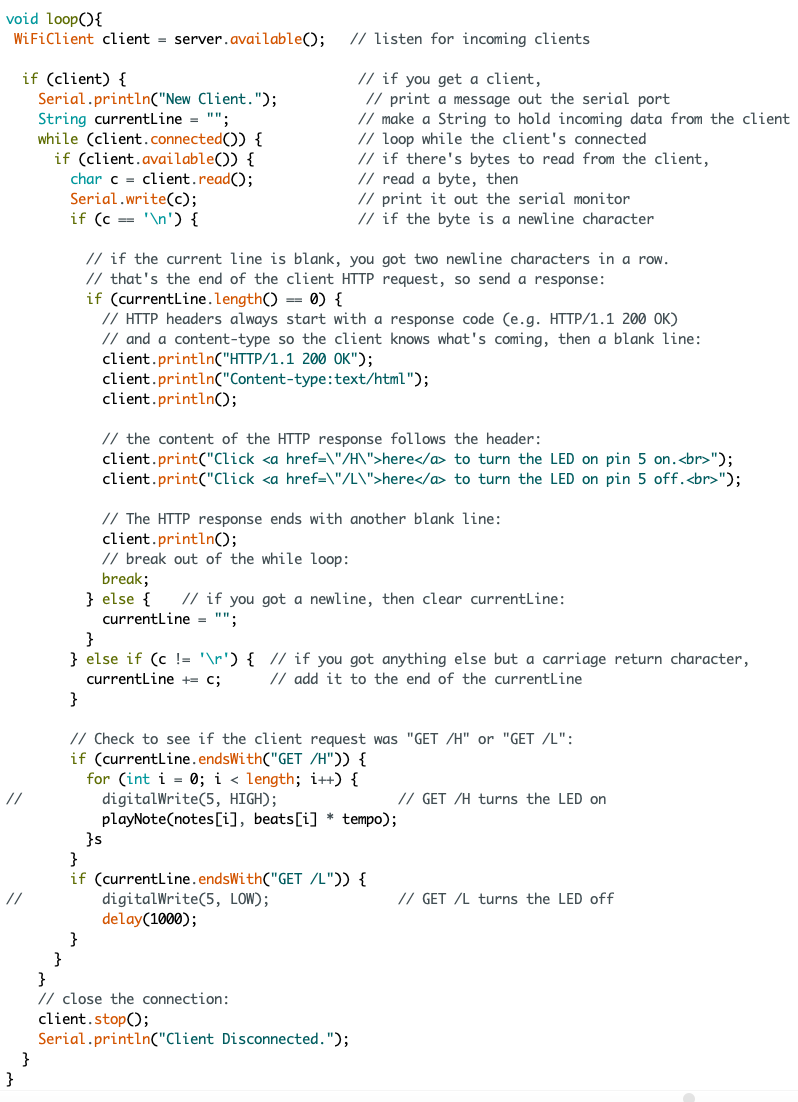 void loop(){
 WiFiClient client = server.available();   // listen for incoming clients

  if (client) {                             // if you get a client,
    Serial.println("New Client.");           // print a message out the serial port
    String currentLine = "";                // make a String to hold incoming data from the client
    while (client.connected()) {            // loop while the client's connected
      if (client.available()) {             // if there's bytes to read from the client,
        char c = client.read();             // read a byte, then
        Serial.write(c);                    // print it out the serial monitor
        if (c == '\n') {                    // if the byte is a newline character

          // if the current line is blank, you got two newline characters in a row.
          // that's the end of the client HTTP request, so send a response:
          if (currentLine.length() == 0) {
            // HTTP headers always start with a response code (e.g. HTTP/1.1 200 OK)
            // and a content-type so the client knows what's coming, then a blank line:
            client.println("HTTP/1.1 200 OK");
            client.println("Content-type:text/html");
            client.println();

            // the content of the HTTP response follows the header:
            client.print("Click <a href=\"/H\">here</a> to turn the LED on pin 5 on.<br>");
            client.print("Click <a href=\"/L\">here</a> to turn the LED on pin 5 off.<br>");

            // The HTTP response ends with another blank line:
            client.println();
            // break out of the while loop:
            break;
          } else {    // if you got a newline, then clear currentLine:
            currentLine = "";
          }
        } else if (c != '\r') {  // if you got anything else but a carriage return character,
          currentLine += c;      // add it to the end of the currentLine
        }

        // Check to see if the client request was "GET /H" or "GET /L":
        if (currentLine.endsWith("GET /H")) {
          for (int i = 0; i < length; i++) {
//          digitalWrite(5, HIGH);               // GET /H turns the LED on
            playNote(notes[i], beats[i] * tempo);
          }s
        }
        if (currentLine.endsWith("GET /L")) {
//          digitalWrite(5, LOW);                // GET /L turns the LED off
            delay(1000);
        }
      }
    }
    // close the connection:
    client.stop();
    Serial.println("Client Disconnected.");
  }
}